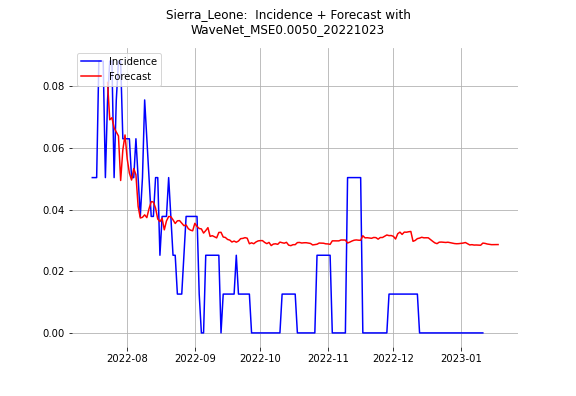 Sierra_Leone:  Incidence + Forecast with
WaveNet_MSE0.0050_20221023
Incidence
Forecast
0.08
0.06
0.04
0.02
0.00
2022-08 2022-09 2022-10 2022-11 2022-12 2023-01